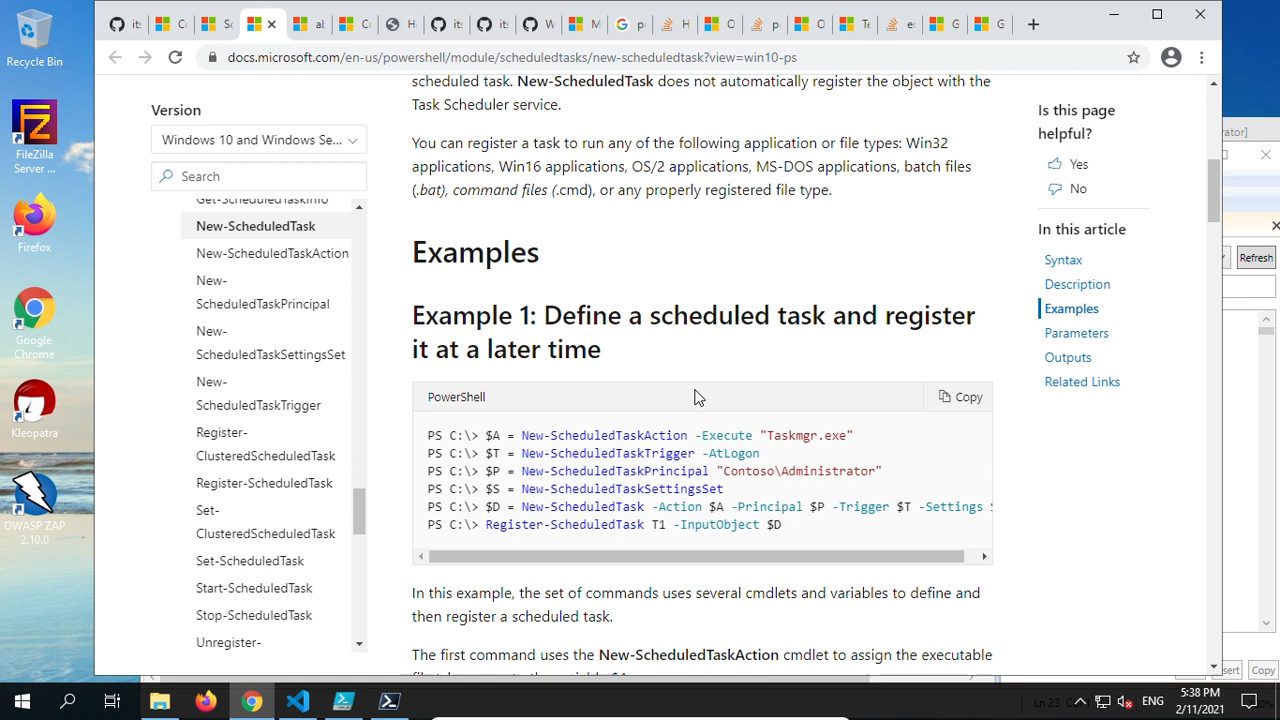 Recycle Bin
FileZilla
Server ...
Firefox
Google
Chrome
Kleopatra
OWASP ZAP
2.10.0
docs.microsoft.com/en-us/powershell/module/scheduledtasks/new-scheduledtask?view=win10-ps
Version
Windows 10 and Windows Se...
Search
Get-ScheduledTaskInfo
New-ScheduledTask
New-ScheduledTaskAction
New-
ScheduledTaskPrincipal
New-
ScheduledTaskSettingsSet
New-
ScheduledTaskTrigger
Register-
ClusteredScheduledTask
Register-ScheduledTask
Set-
ClusteredScheduledTask
Set-ScheduledTask
Start-ScheduledTask
Stop-ScheduledTask
Unregister-
scheduled task. New-ScheduledTask does not automatically register the object with the
Task Scheduler service.
You can register a task to run any of the following application or file types: Win32
applications, Win16 applications, OS/2 applications, MS-DOS applications, batch files
(.bat), command files (.cmd), or any properly registered file type.
Examples
Example 1: Define a scheduled task and register
it at a later time
PowerShell
Copy
PS C:\> $A = New-ScheduledTaskAction -Execute "Taskmgr.exe"
PS C:\> $T = New-ScheduledTaskTrigger -AtLogon
PS C:\> $P = New-ScheduledTaskPrincipal "Contoso\Administrator"
PS C:\> $S = New-ScheduledTaskSettingsSet
PS C:\> $D = New-ScheduledTask -Action $A -Principal $P -Trigger $T -Settings
PS C:\> Register-ScheduledTask T1 -InputObject $D
In this example, the set of commands uses several cmdlets and variables to define and
then register a scheduled task.
The first command uses the New-ScheduledTaskAction cmdlet to assign the executable
Is this page
helpful?
Yes
No
In this article
Syntax
Description
Examples
Parameters
Outputs
Related Links
Refresh
Copy
ENG
5:38 PM
2/11/2021